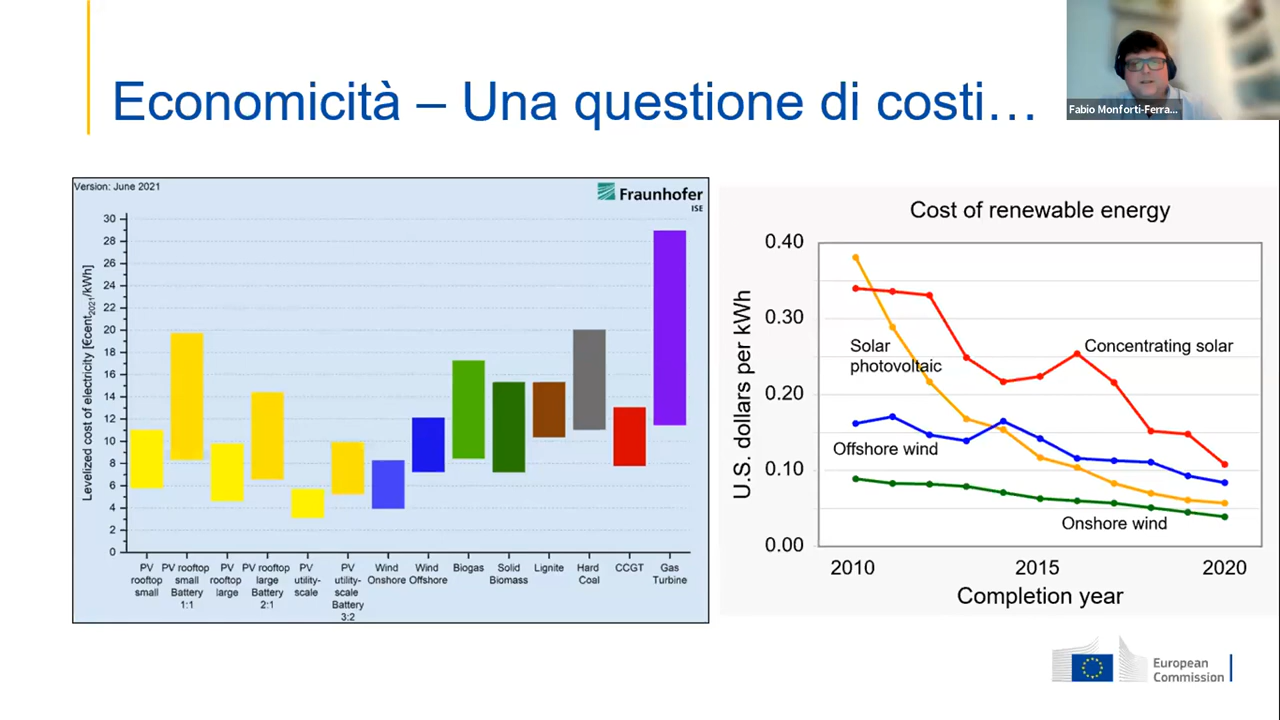 Economicità – Una questione di costi…
Fabio Monforti-Ferra...
Version: June 2021
Fraunhofer
ISE
Levelized cost of electricity [€cent2021/kWh]
30
28
26
24
22
20
18
16
14
12
10
8
6
4
2
0
PV rooftop small
PV rooftop small Battery 1:1
PV rooftop large
PV rooftop large Battery 2:1
PV utility-scale
PV utility-scale Battery 3:2
Wind Onshore
Wind Offshore
Biogas
Solid Biomass
Lignite
Hard Coal
CCGT
Gas Turbine
Cost of renewable energy
U.S. dollars per kWh
0.40
0.30
0.20
0.10
0.00
Solar
photovoltaic
Concentrating solar
Offshore wind
Onshore wind
2010
2015
2020
Completion year
European
Commission